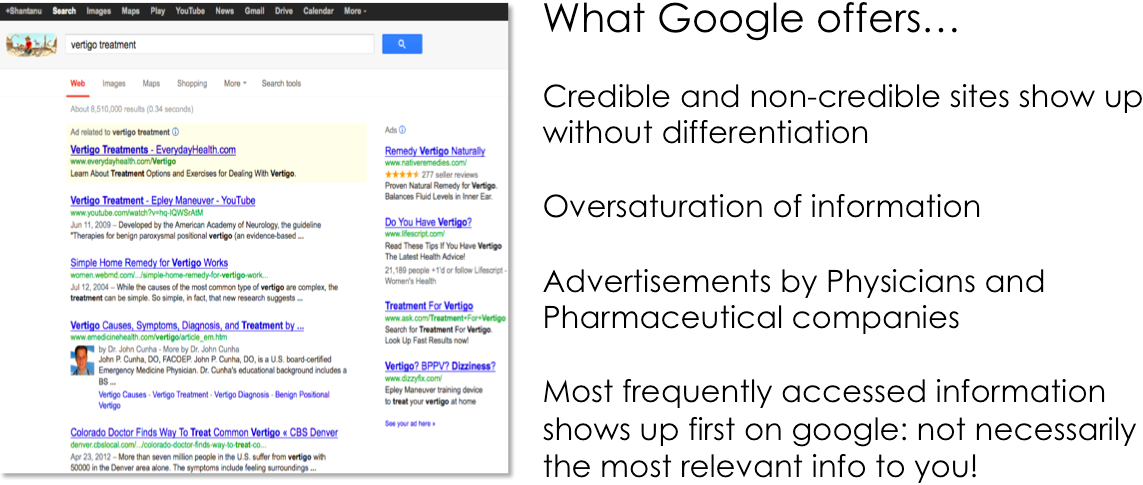 +Shantanu Search Images Maps Play YouTube News Gmail Drive Calendar More
vertigo treatment
Web Images Maps Shopping More Search tools
About 8,510,000 results (0.34 seconds)
Ad related to vertigo treatment
Vertigo Treatments - EverydayHealth.com
www.everydayhealth.com/Vertigo
Learn About Treatment Options and Exercises for Dealing With Vertigo.
Vertigo Treatment - Epley Maneuver - YouTube
www.youtube.com/watch?v=hq-IQWSrAtM
Jun 11, 2009 – Developed by the American Academy of Neurology, the guideline
"Therapies for benign paroxysmal positional vertigo (an evidence-based ...
Simple Home Remedy for Vertigo Works
women.webmd.com/.../simple-home-remedy-for-vertigo-work...
Jul 12, 2004 – While the causes of the most common type of vertigo are complex, the
treatment can be simple. So simple, in fact, that new research suggests ...
Vertigo Causes, Symptoms, Diagnosis, and Treatment by ...
www.emedicinehealth.com/vertigo/article_em.htm
by Dr. John Cunha - More by Dr. John Cunha
John P. Cunha, DO, FACOEP. John P. Cunha, DO, is a U.S. board-certified
Emergency Medicine Physician. Dr. Cunha's educational background includes a
BS ...
Vertigo Causes - Vertigo Treatment - Vertigo Diagnosis - Benign Positional
Vertigo
Colorado Doctor Finds Way To Treat Common Vertigo « CBS Denver
denver.cbslocal.com/.../colorado-doctor-finds-way-to-treat-co...
Apr 23, 2012 – More than seven million people in the U.S. suffer from vertigo with
50000 in the Denver area alone. The symptoms include feeling surroundings ...
Ads
Remedy Vertigo Naturally
www.nativeremedies.com/
277 seller reviews
Proven Natural Remedy for Vertigo.
Balances Fluid Levels in Inner Ear.
Do You Have Vertigo?
www.lifescript.com/
Read These Tips If You Have Vertigo
The Latest Health Advice!
21,189 people +1'd or follow Lifescript -
Women's Health
Treatment For Vertigo
www.ask.com/Treatment+For+Vertigo
Search for Treatment For Vertigo.
Look Up Fast Results now!
Vertigo? BPPV? Dizziness?
www.dizzyfix.com/
Epley Maneuver training device
to treat your vertigo at home
See your ad here »
What Google offers…
Credible and non-credible sites show up
without differentiation
Oversaturation of information
Advertisements by Physicians and
Pharmaceutical companies
Most frequently accessed information
shows up first on google: not necessarily
the most relevant info to you!